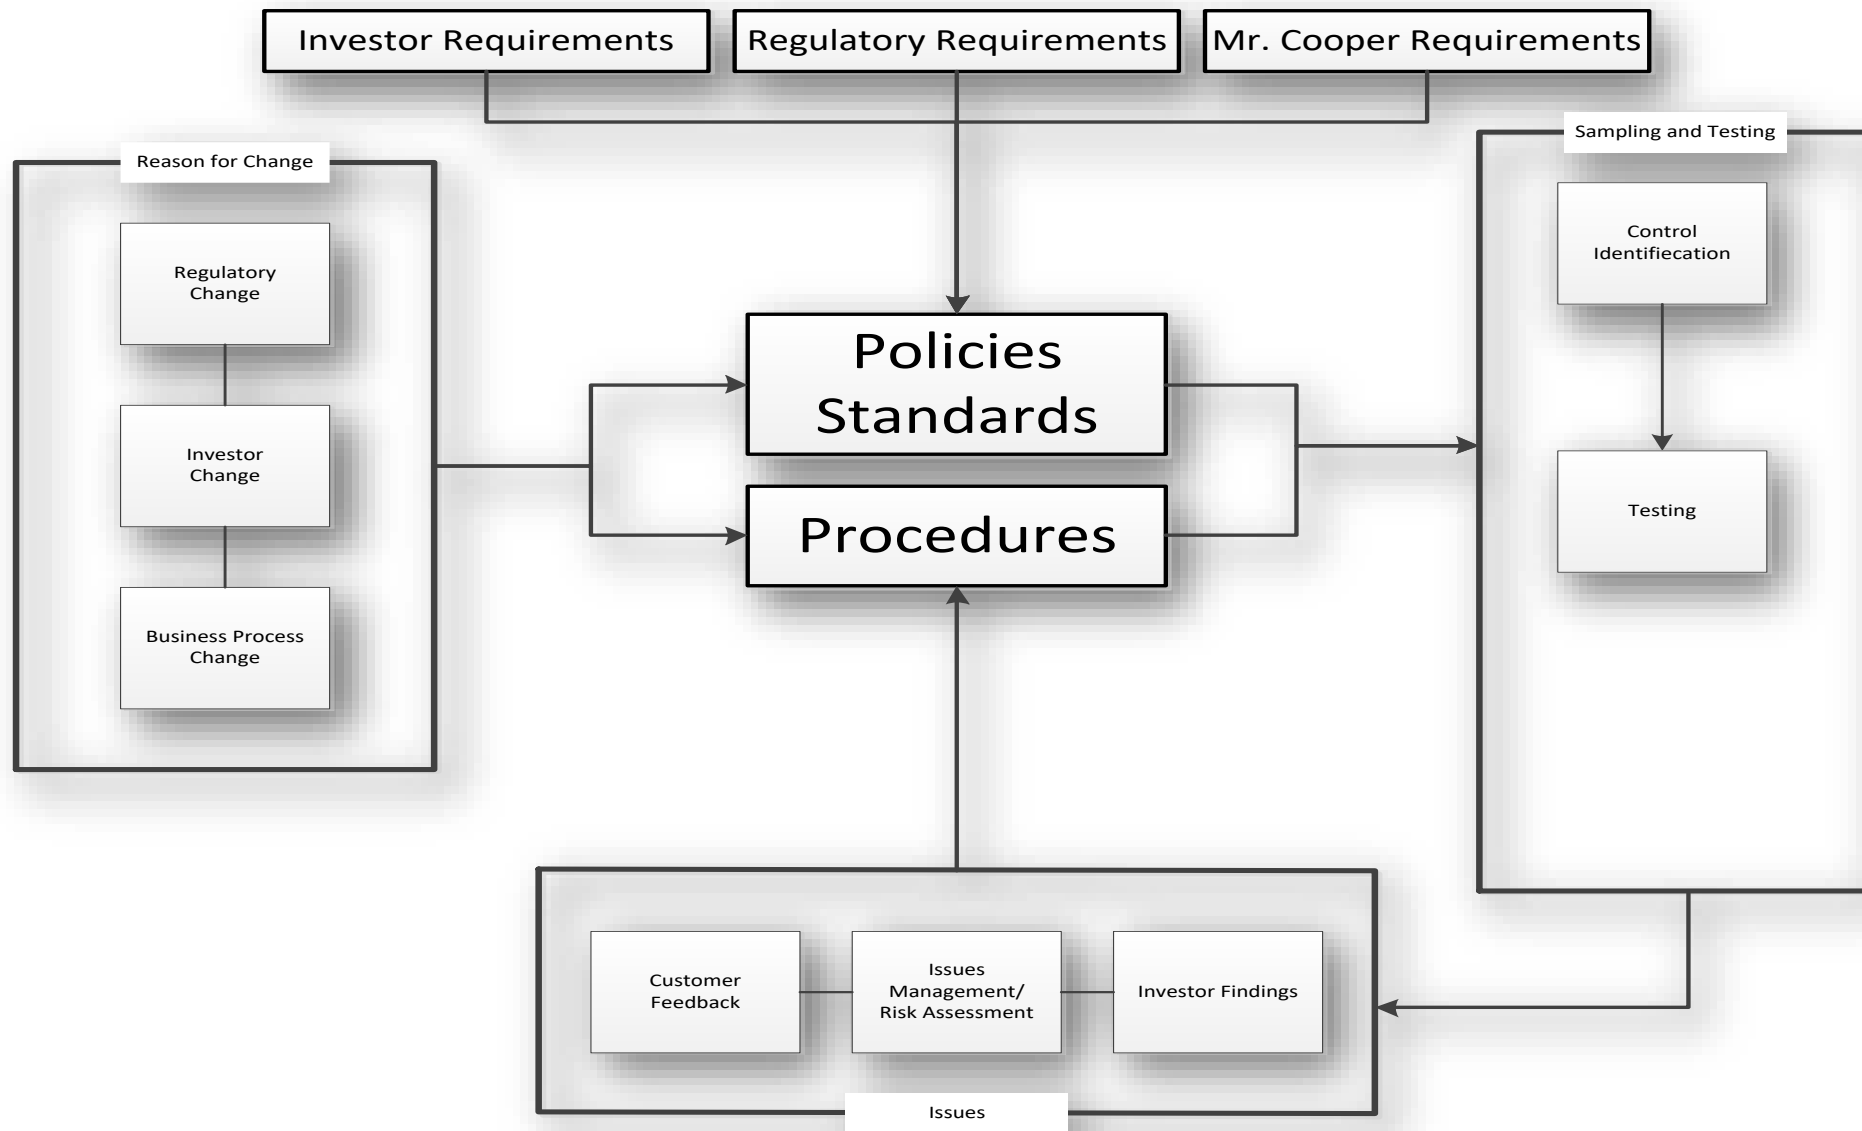 Investor Requirements
Regulatory Requirements
Mr. Cooper Requirements
Reason for Change
Regulatory
Change
Investor
Change
Business Process
Change
Policies
Standards
Procedures
Sampling and Testing
Control
Identifiecation
Testing
Customer
Feedback
Issues
Management/
Risk Assessment
Investor Findings
Issues